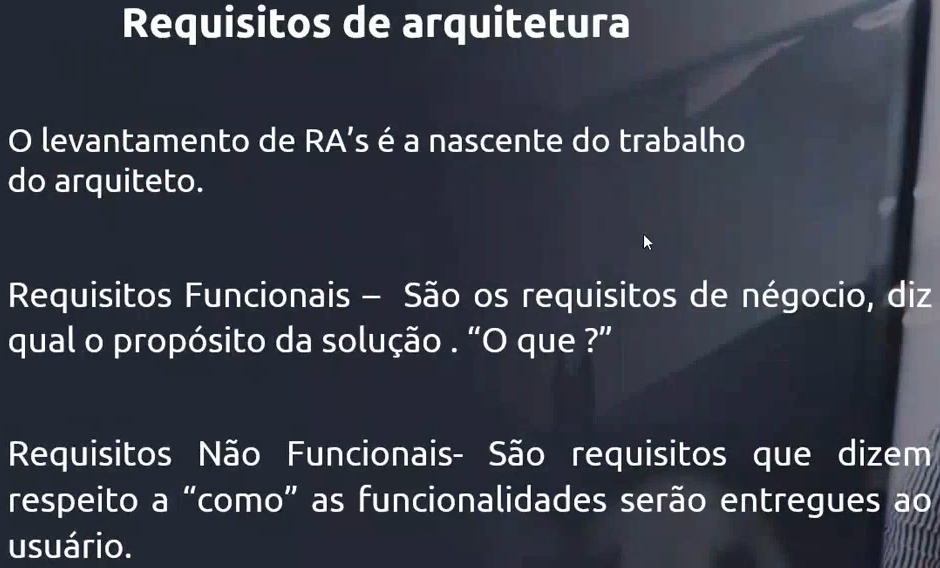 Requisitos de arquitetura
O levantamento de RA’s é a nascente do trabalho
do arquiteto.
Requisitos Funcionais – São os requisitos de négocio, diz
qual o propósito da solução . “O que ?”
Requisitos Não Funcionais- São requisitos que dizem
respeito a “como” as funcionalidades serão entregues ao
usuário.